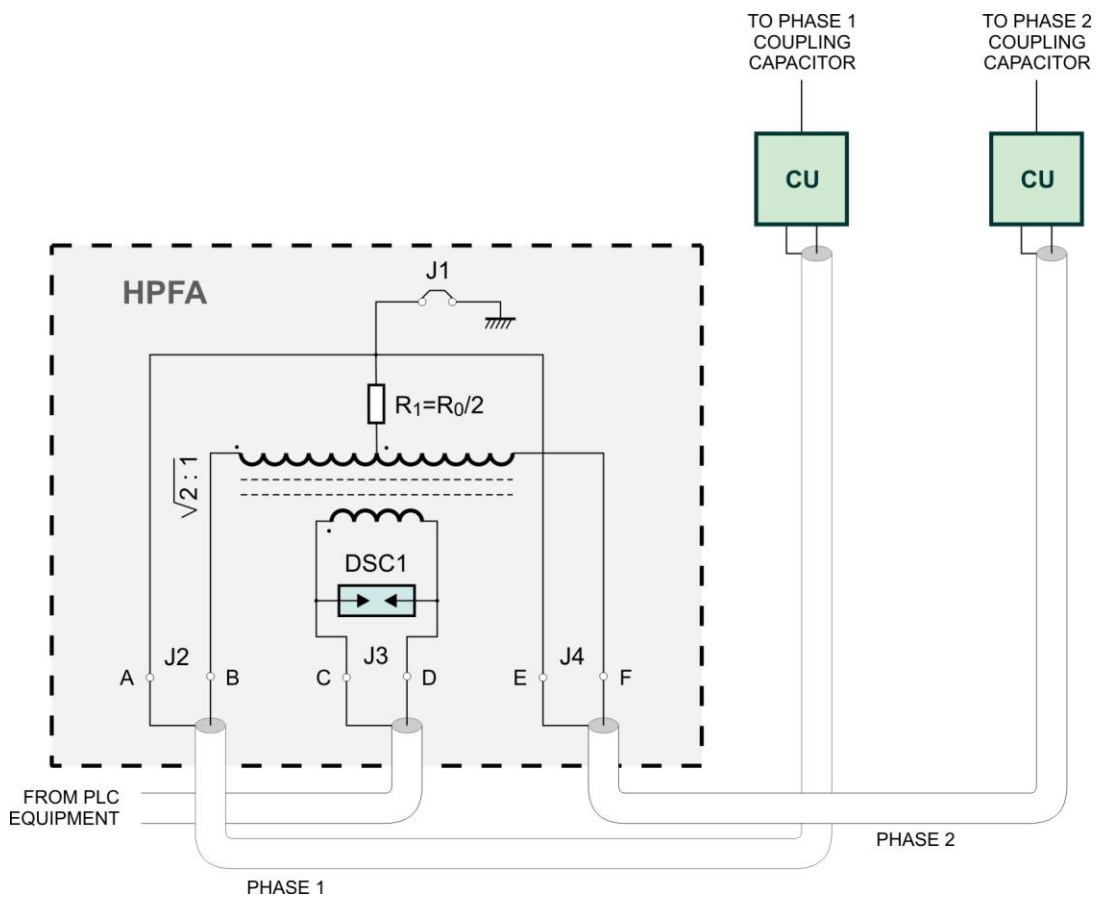 TO PHASE 1
COUPLING
CAPACITOR
TO PHASE 2
COUPLING
CAPACITOR
CU
CU
HPFA
J1
R1=R0/2
√2 : 1
DSC1
A
J2
B
C
J3
D
E
J4
F
FROM PLC
EQUIPMENT
PHASE 2
PHASE 1